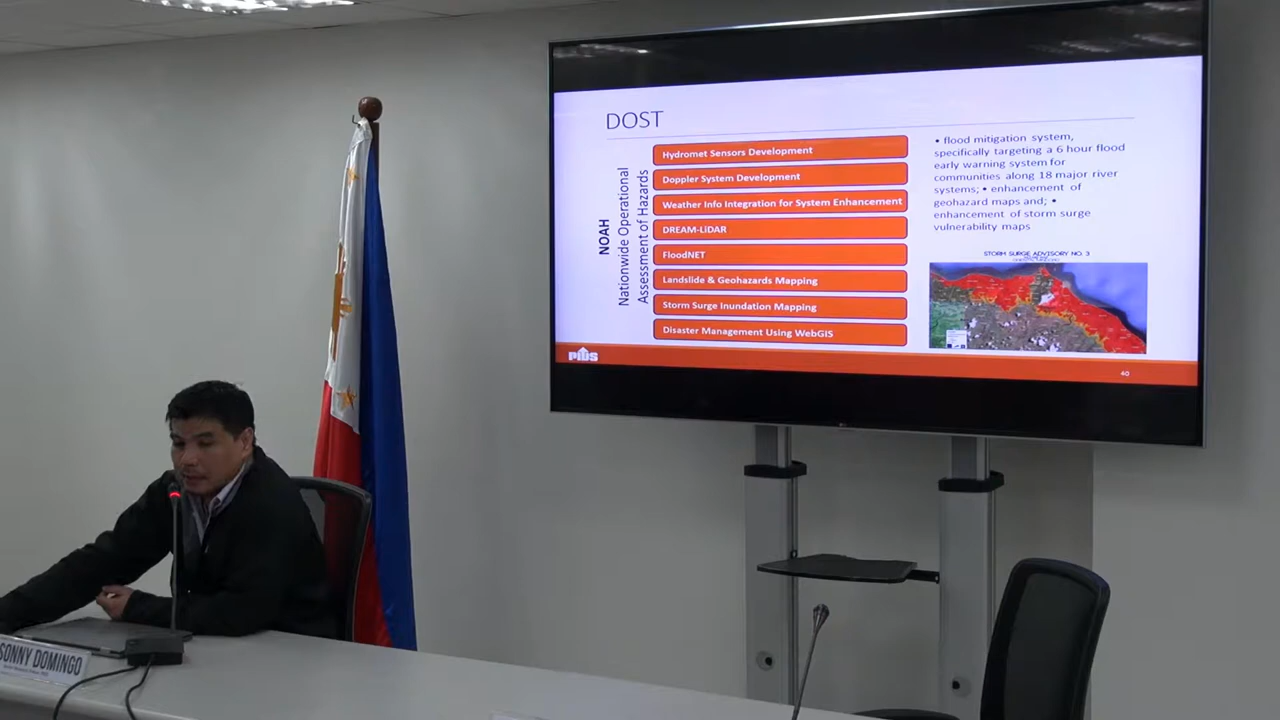 DOST
NOAH
Nationwide Operational
Assessment of Hazards
Hydromet Sensors Development
Doppler System Development
Weather Info Integration for System Enhancement
DREAM-LiDAR
FloodNET
Landslide & Geohazards Mapping
Storm Surge Inundation Mapping
Disaster Management Using WebGIS
• flood mitigation system,
specifically targeting a 6 hour flood
early warning system for
communities along 18 major river
systems; • enhancement of
geohazard maps and; •
enhancement of storm surge
vulnerability maps
STORM SURGE ADVISORY NO. 3
PIDS
40
SONNY DOMINGO